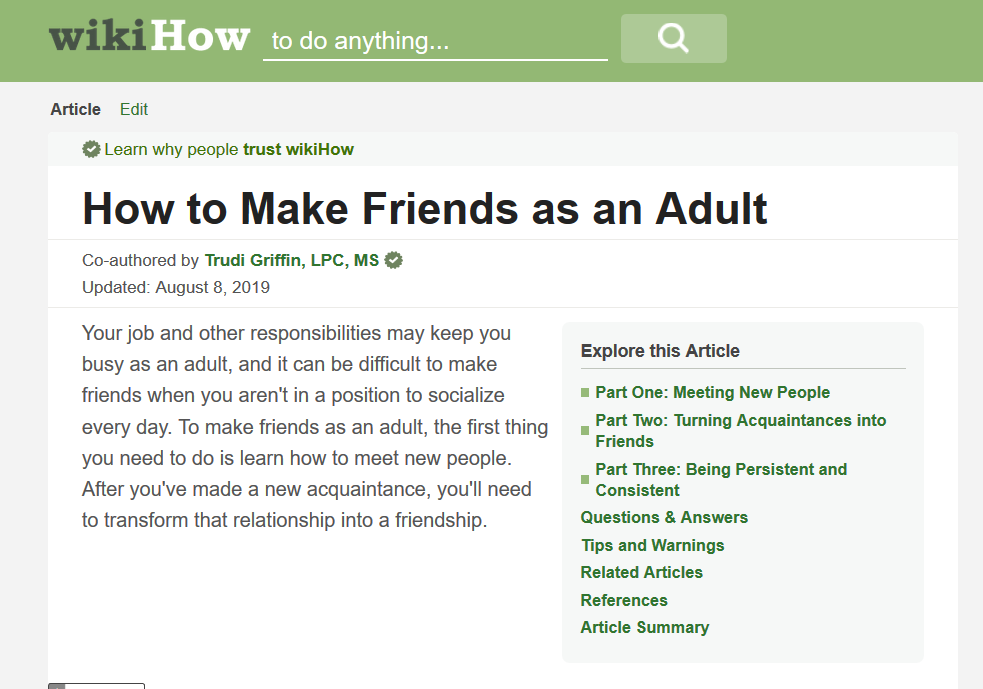 wikiHow to do anything...
Article Edit
Learn why people trust wikiHow
How to Make Friends as an Adult
Co-authored by Trudi Griffin, LPC, MS
Updated: August 8, 2019
Your job and other responsibilities may keep you
busy as an adult, and it can be difficult to make
friends when you aren't in a position to socialize
every day. To make friends as an adult, the first thing
you need to do is learn how to meet new people.
After you've made a new acquaintance, you'll need
to transform that relationship into a friendship.
Explore this Article
Part One: Meeting New People
Part Two: Turning Acquaintances into
Friends
Part Three: Being Persistent and
Consistent
Questions & Answers
Tips and Warnings
Related Articles
References
Article Summary